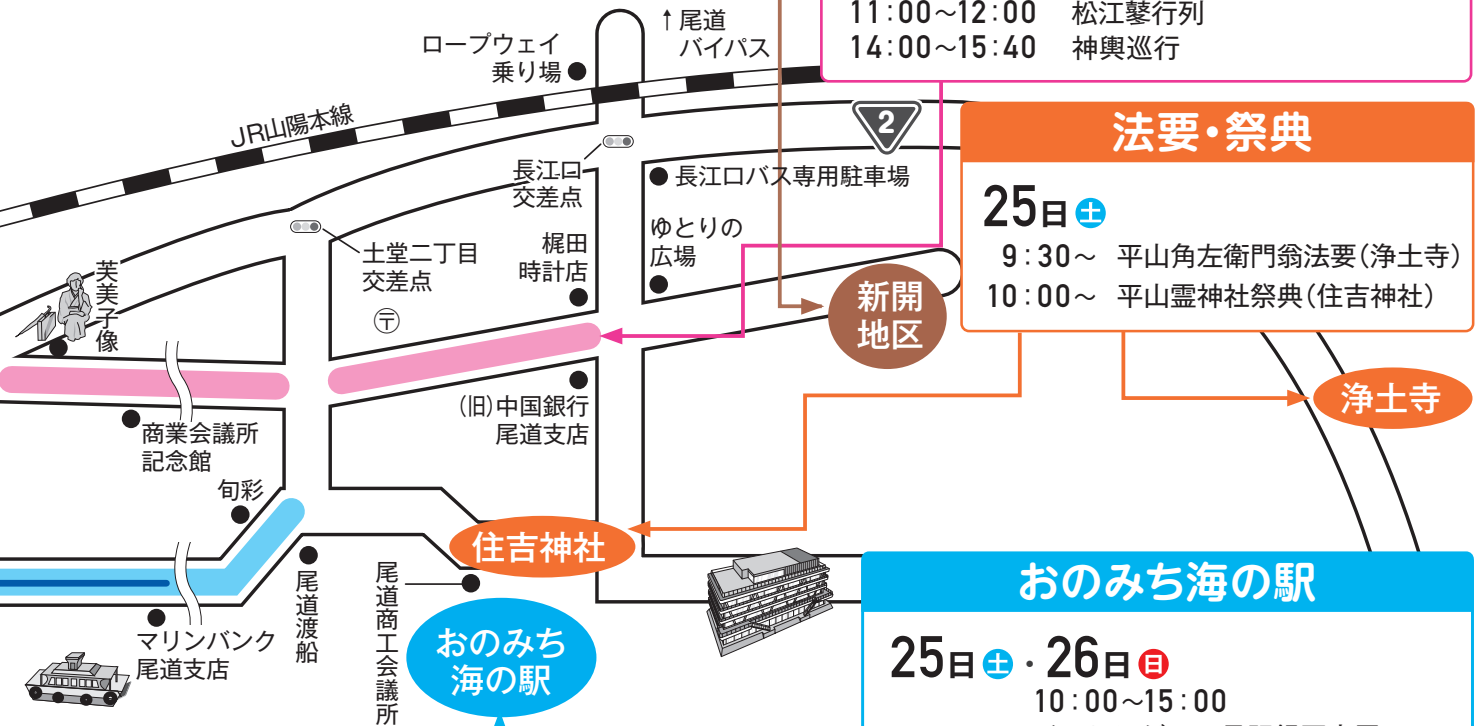 11:00～12:00 松江鼕行列
14:00～15:40 神輿巡行
↑尾道
バイパス
ロープウェイ
乗り場
JR山陽本線
2
長江口
交差点
長江口バス専用駐車場
土堂二丁目
交差点
梶田
時計店
ゆとりの
広場
芙美子像
〒
新開
地区
法要・祭典
25日土
9:30～ 平山角左衛門翁法要(浄土寺)
10:00～ 平山霊神社祭典(住吉神社)
浄土寺
(旧)中国銀行
尾道支店
商業会議所
記念館
旬彩
住吉神社
尾道渡船
尾道商工会議所
マリンバンク
尾道支店
おのみち
海の駅
おのみち海の駅
25日土・26日日
10:00～15:00